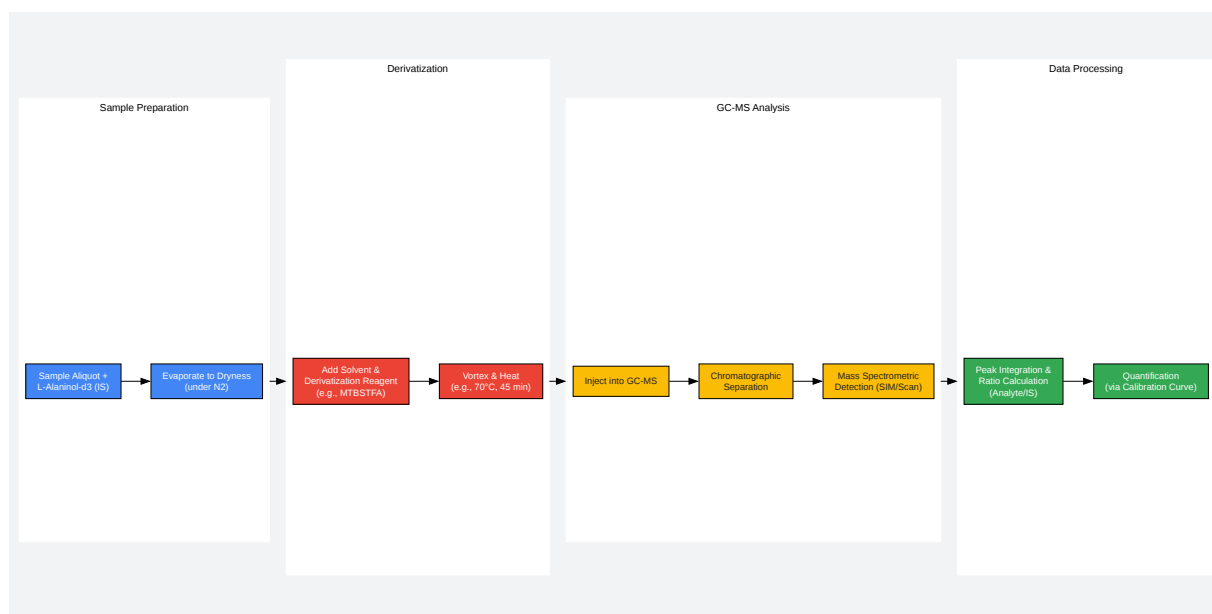 Sample Preparation
Sample Aliquot +
L-Alaninol-d3 (IS)
Evaporate to Dryness
(under N2)
Derivatization
Add Solvent &
Derivatization Reagent
(e.g., MTBSTFA)
Vortex & Heat
(e.g., 70°C, 45 min)
GC-MS Analysis
Inject into GC-MS
Chromatographic
Separation
Mass Spectrometric
Detection (SIM/Scan)
Data Processing
Peak Integration &
Ratio Calculation
(Analyte/IS)
Quantification
(via Calibration Curve)